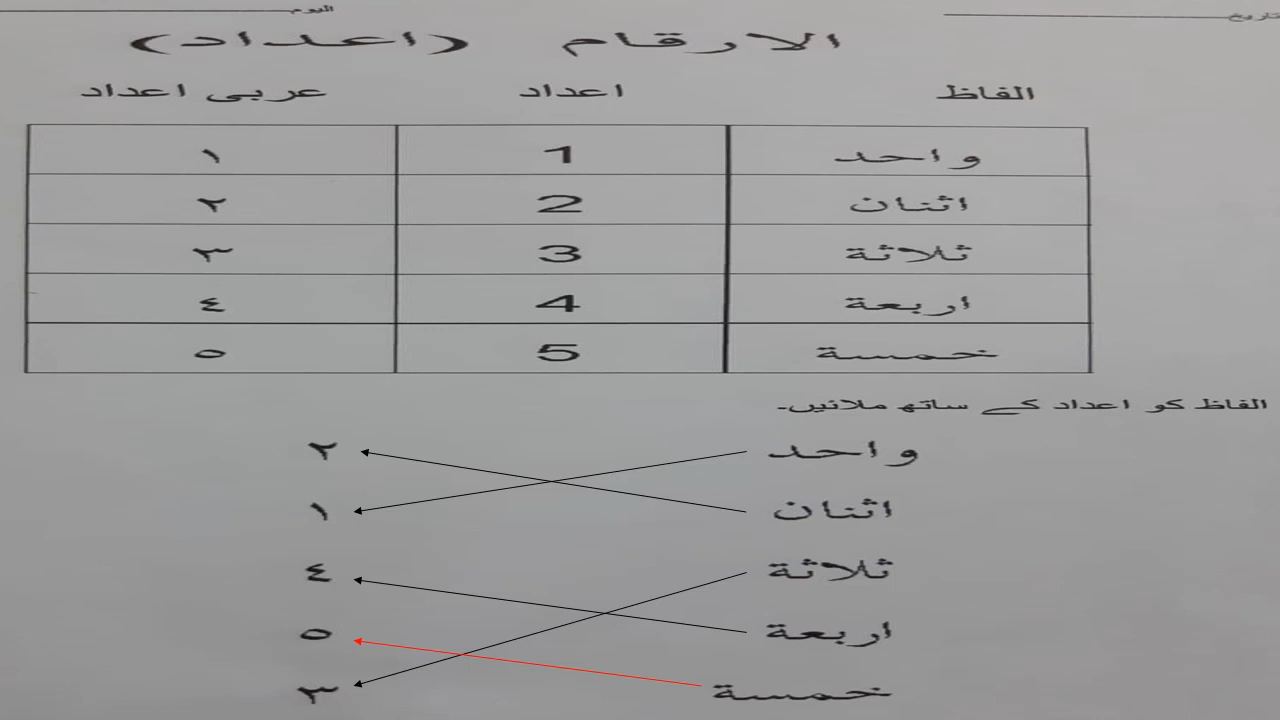 تاریخ اليوم
الارقام (اعداد)
الفاظ اعداد عربی اعداد
واحد 1 ١
اثنان 2 ٢
ثلاثة 3 ٣
اربعة 4 ٤
خمسة 5 ٥
الفاظ کو اعداد کے ساتھ ملائیں۔
واحد ٢
اثنان ١
ثلاثة ٤
اربعة ٥
خمسة ٣